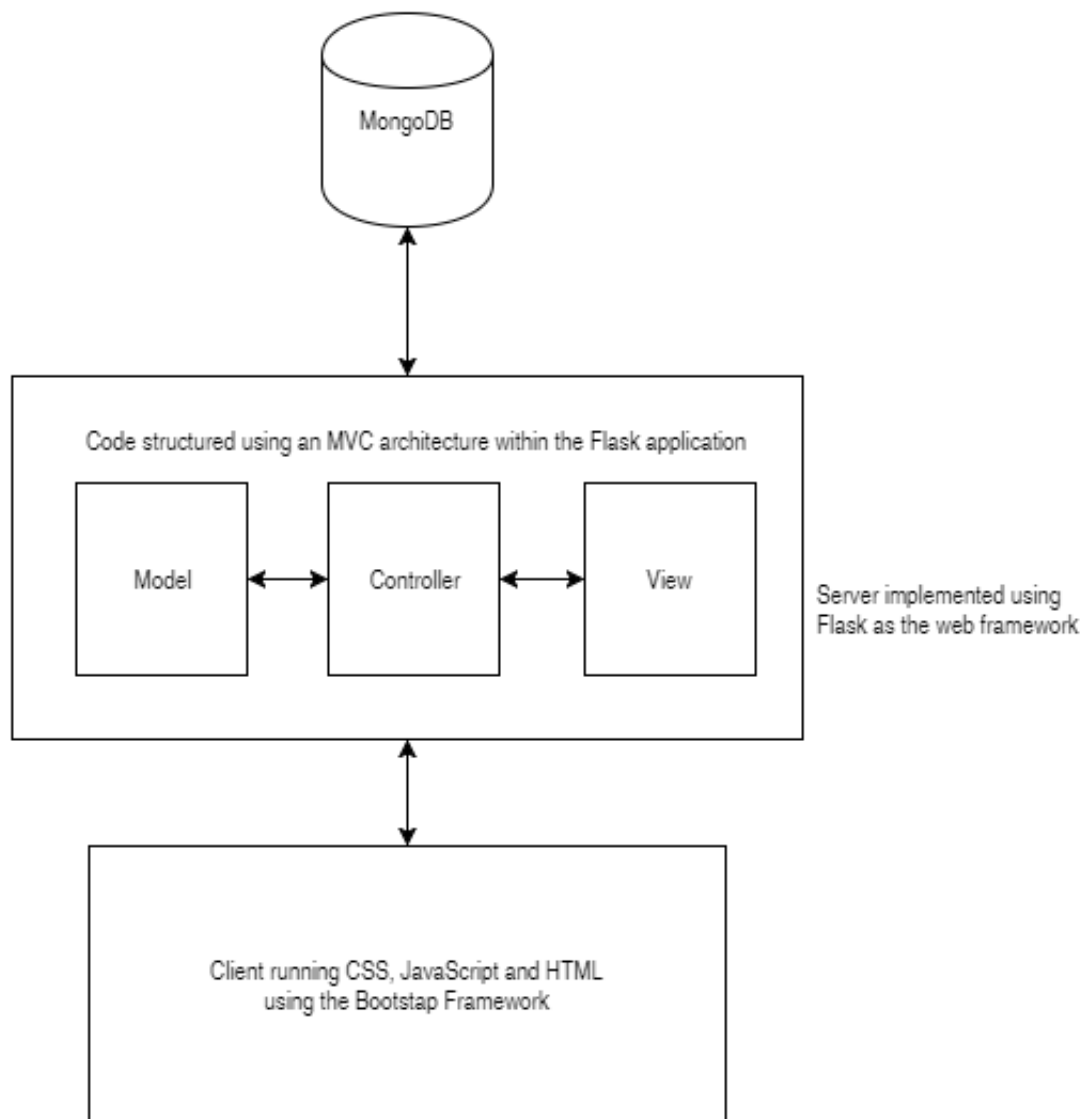 MongoDB
Code structured using an MVC architecture within the Flask application
Model
Controller
View
Server implemented using
Flask as the web framework
Client running CSS, JavaScript and HTML
using the Bootstap Framework